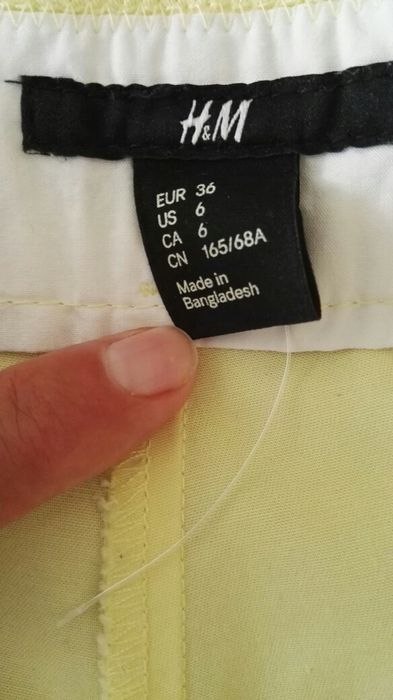 H&M
EUR 36
US 6
CA 6
CN 165/68A
Made in
Bangladesh